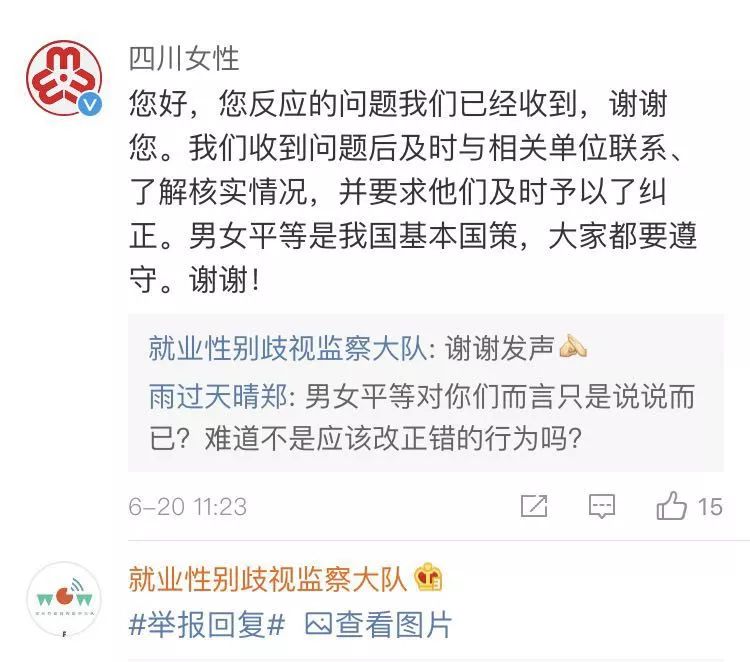 四川女性
您好，您反应的问题我们已经收到，谢谢
您。我们收到问题后及时与相关单位联系、
了解核实情况，并要求他们及时予以了纠
正。男女平等是我国基本国策，大家都要遵
守。谢谢！
就业性别歧视监察大队: 谢谢发声
雨过天晴郑: 男女平等对你们而言只是说说而
已？难道不是应该改正错的行为吗？
6-20 11:23
15
就业性别歧视监察大队
#举报回复# 查看图片